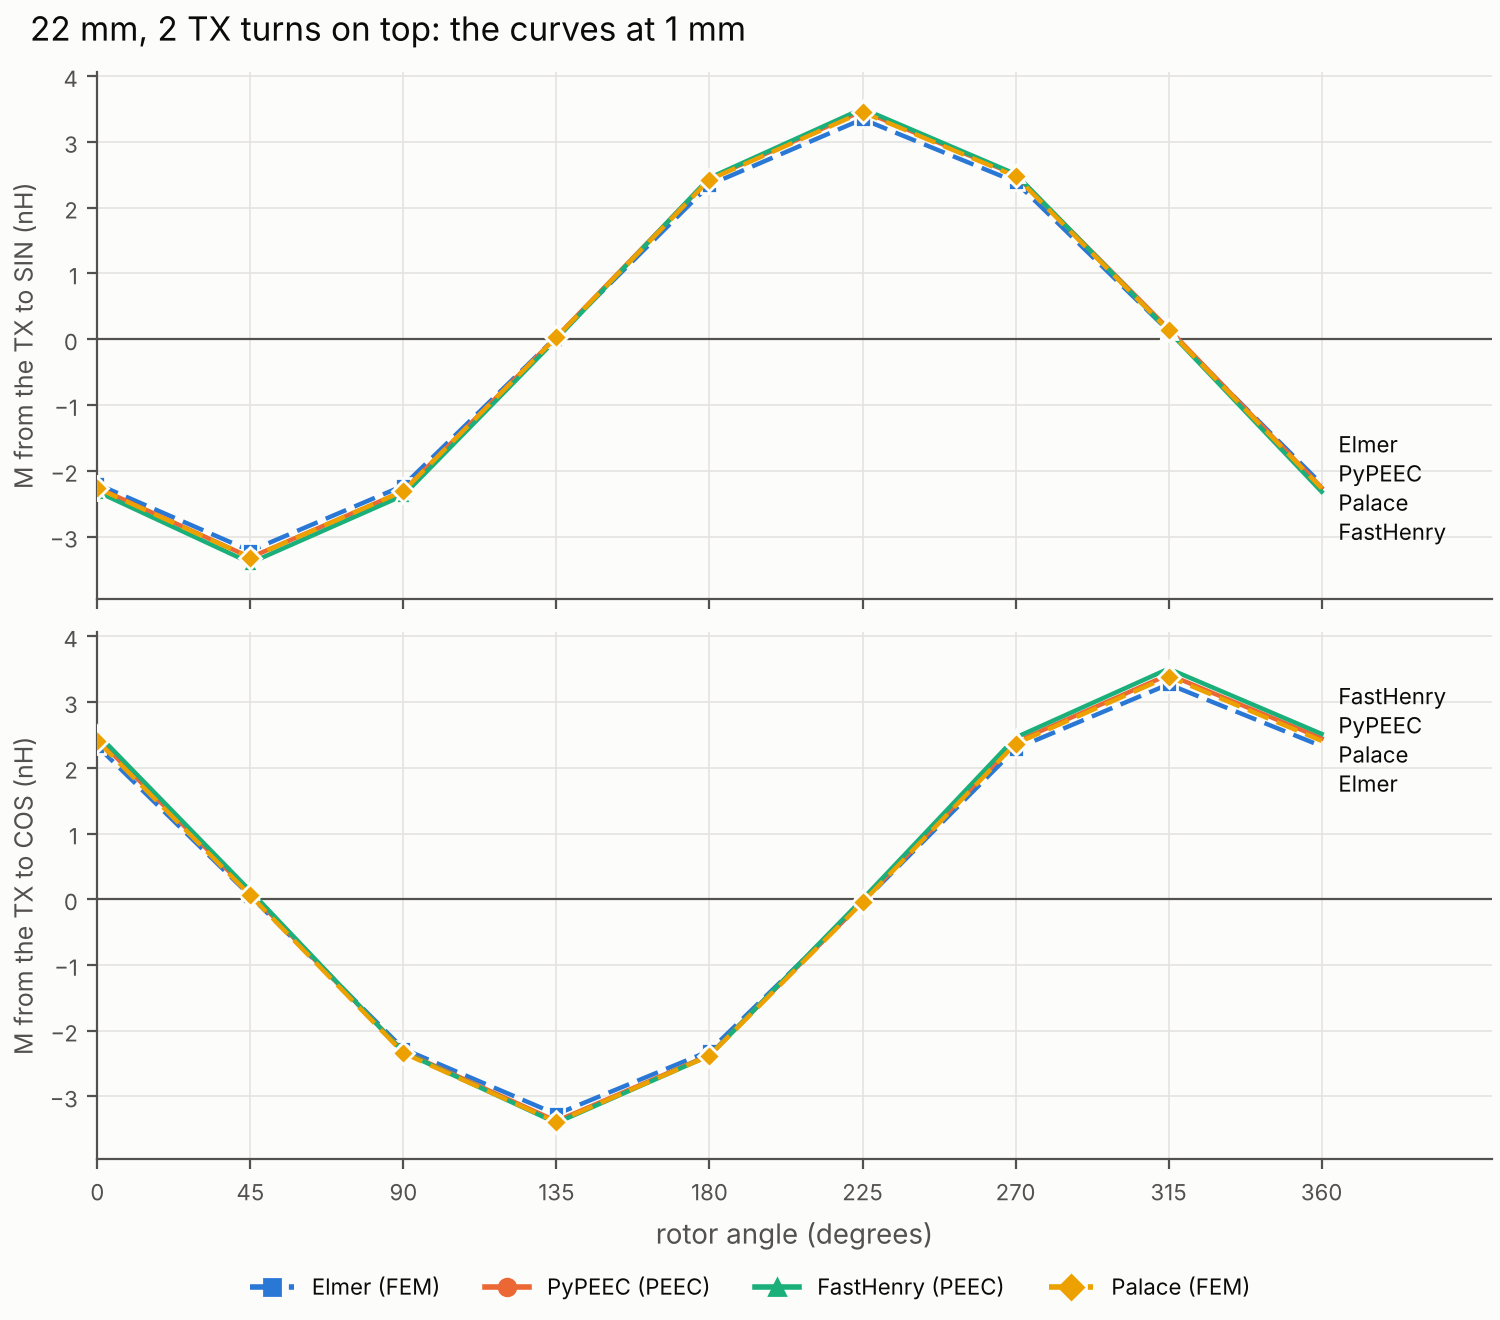 22 mm, 2 TX turns on top: the curves at 1 mm
M from the TX to SIN (nH)
4
3
2
1
0
−1
−2
−3
Elmer
PyPEEC
Palace
FastHenry
M from the TX to COS (nH)
4
3
2
1
0
−1
−2
−3
FastHenry
PyPEEC
Palace
Elmer
0 45 90 135 180 225 270 315 360
rotor angle (degrees)
Elmer (FEM) PyPEEC (PEEC) FastHenry (PEEC) Palace (FEM)